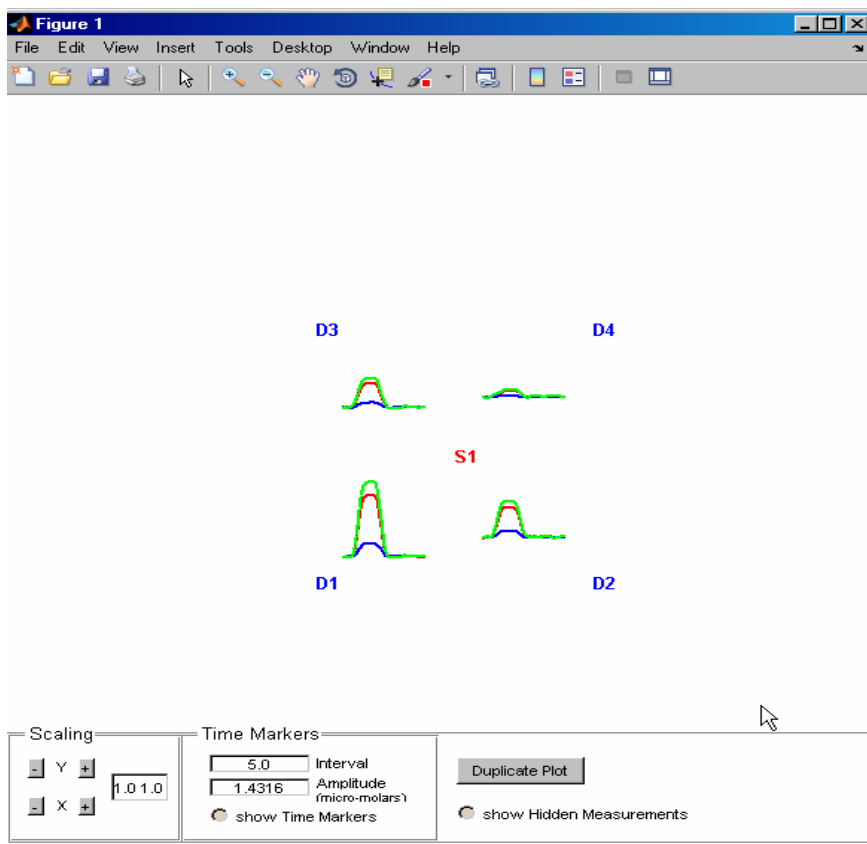 Figure 1
File Edit View Insert Tools Desktop Window Help
D3 D4
S1
D1 D2
Scaling
- Y +
- X +
1.0 1.0
Time Markers
5.0 Interval
1.4316 Amplitude
(micro-molars)
show Time Markers
Duplicate Plot
show Hidden Measurements